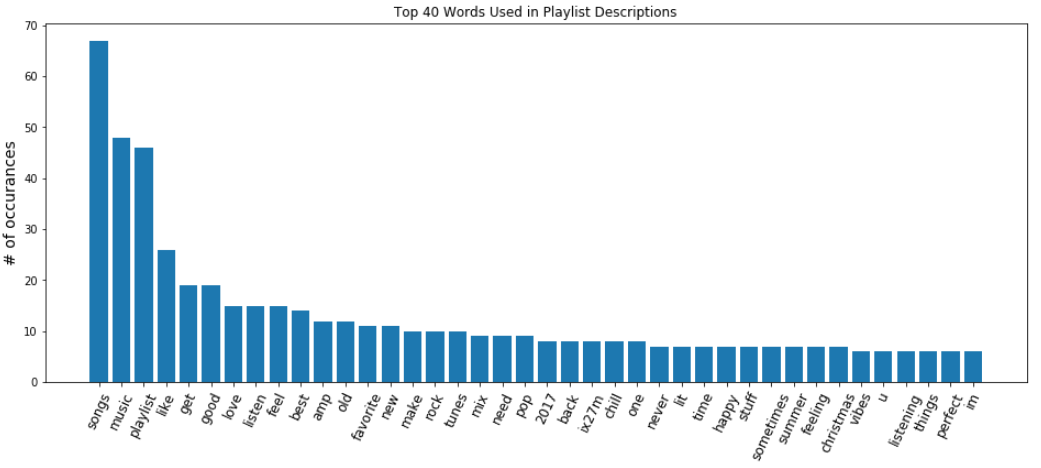 Top 40 Words Used in Playlist Descriptions
# of occurances
70
60
50
40
30
20
10
0
songs
music
playlist
like
get
good
love
listen
feel
best
amp
old
favorite
new
make
rock
tunes
mix
need
pop
2017
back
ix27m
chill
one
never
lit
time
happy
stuff
sometimes
summer
feeling
christmas
vibes
u
listening
things
perfect
im